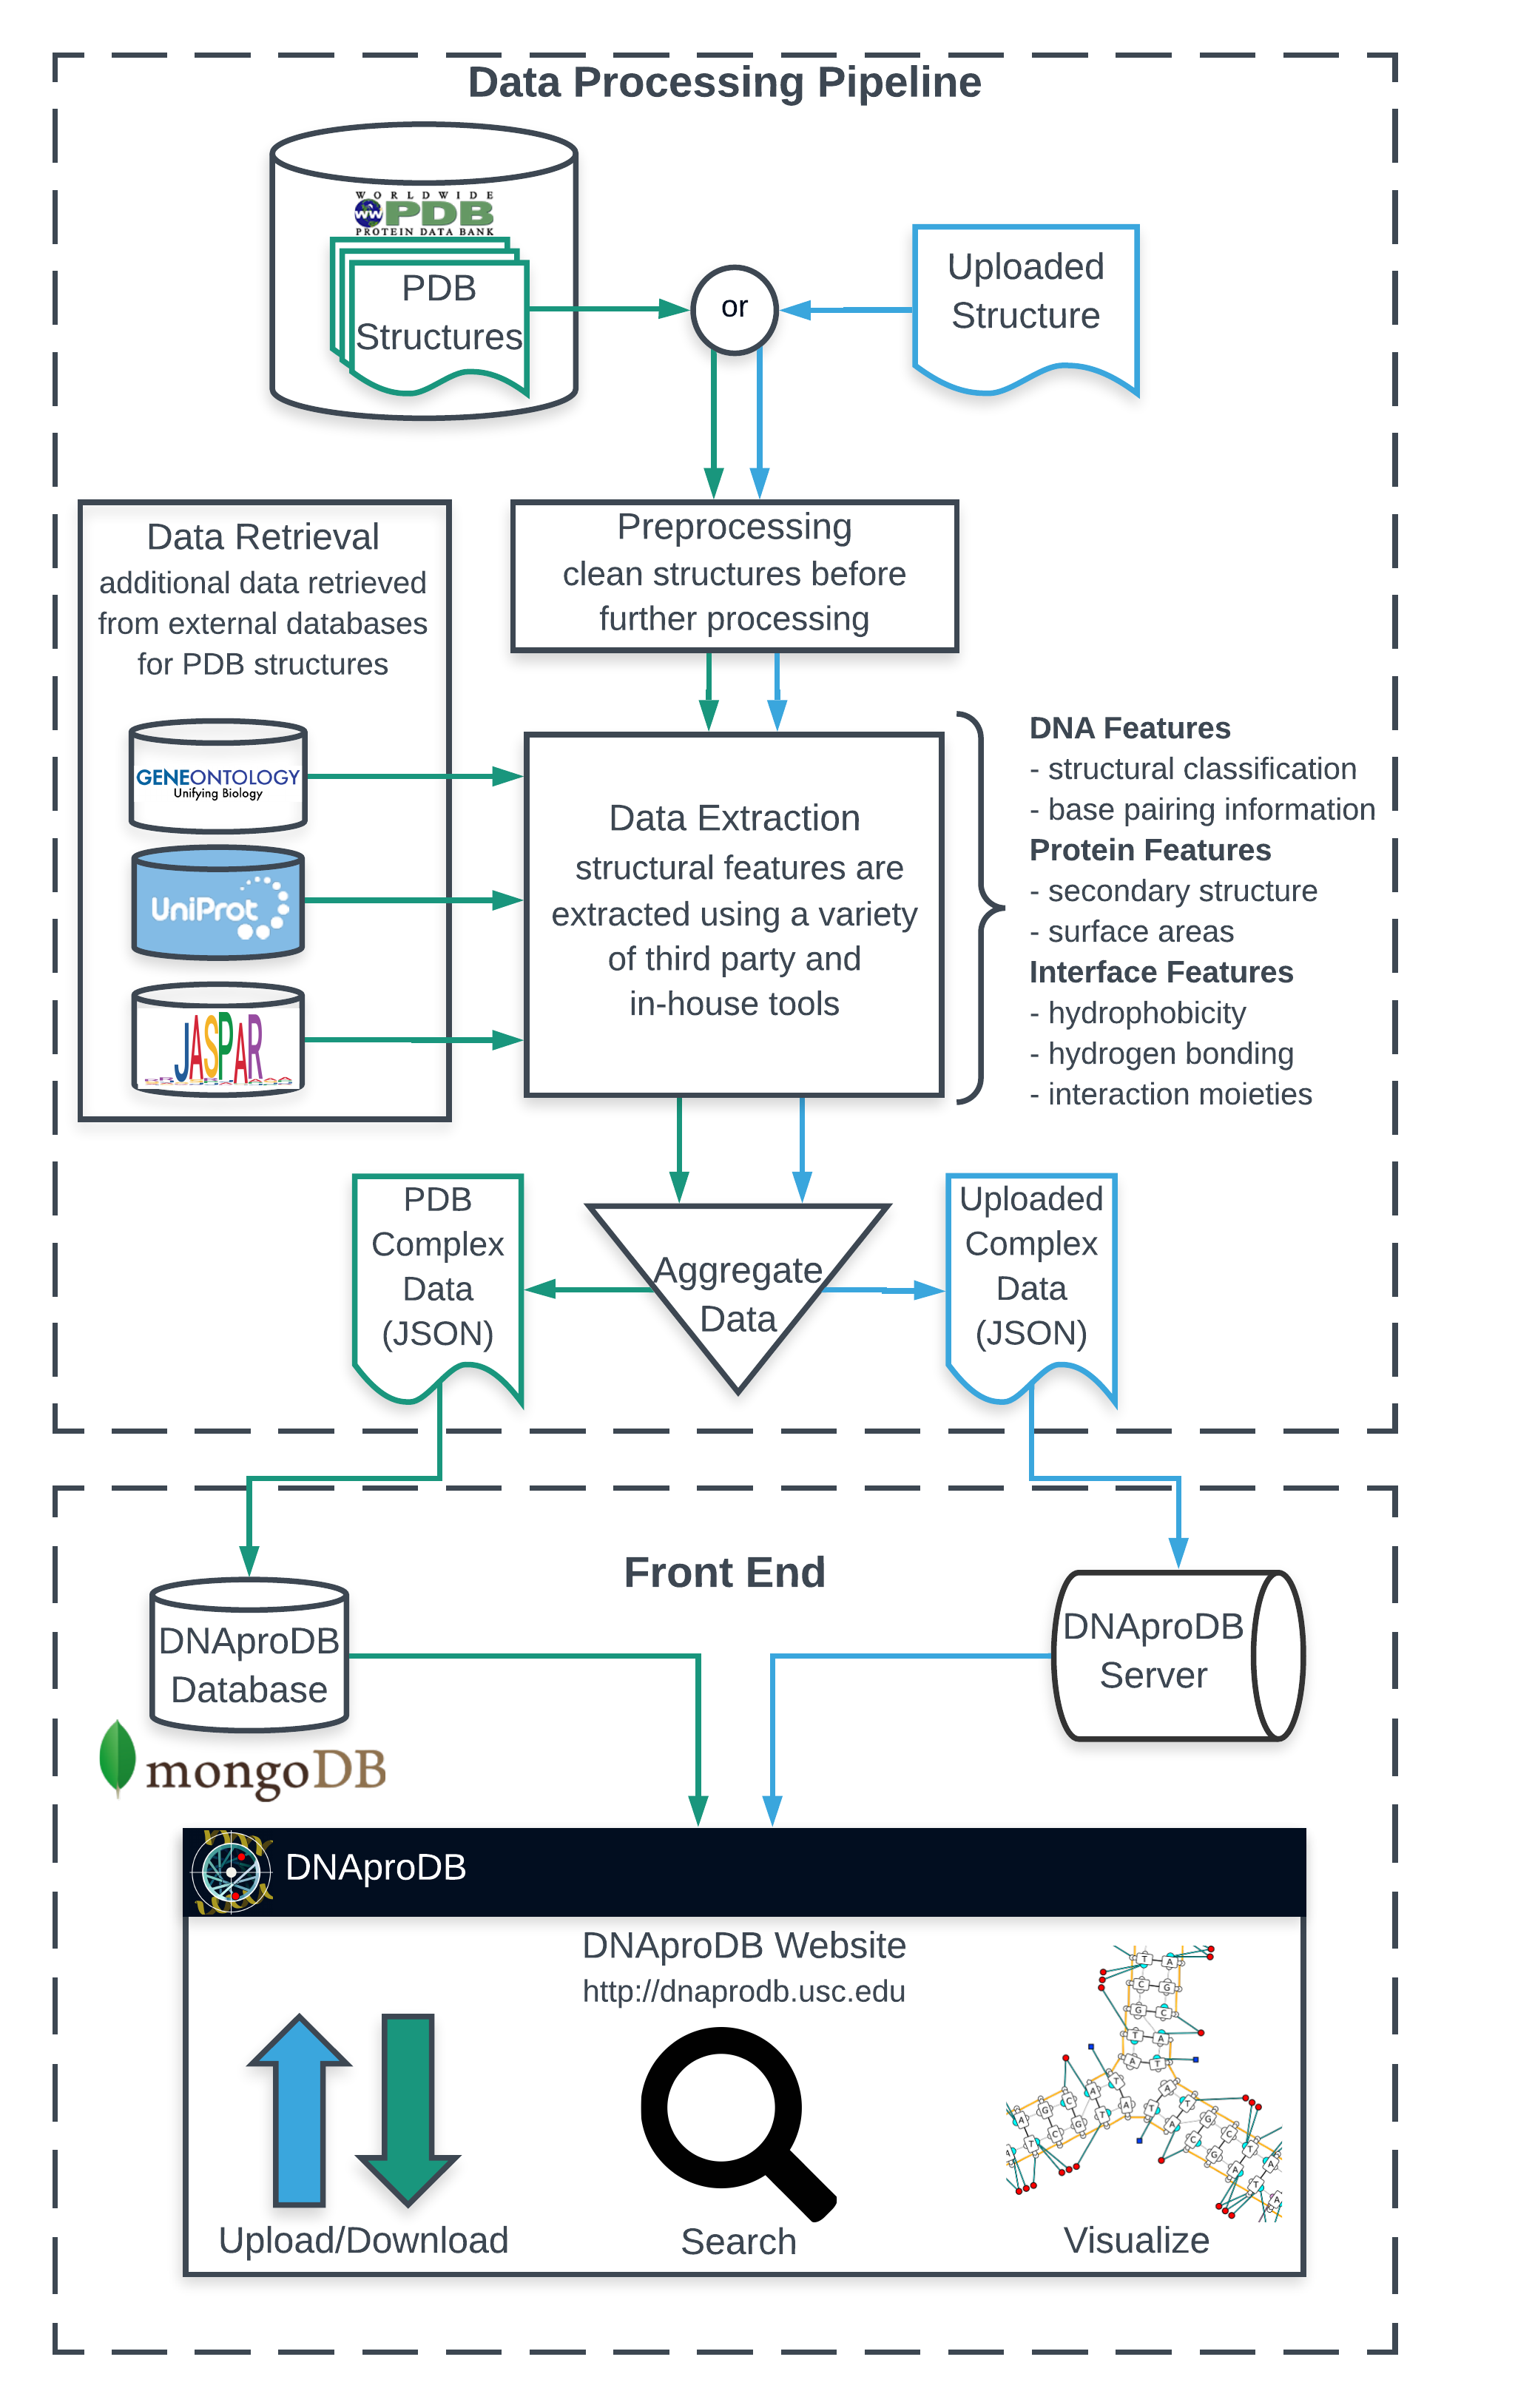 Data Processing Pipeline
WORLDWIDE
PDB
PROTEIN DATA BANK
PDB
Structures
or
Uploaded
Structure
Preprocessing
clean structures before
further processing
Data Retrieval
additional data retrieved
from external databases
for PDB structures
GENEONTOLOGY
Unifying Biology
UniProt
JASPAR
Data Extraction
structural features are
extracted using a variety
of third party and
in-house tools
DNA Features
- structural classification
- base pairing information
Protein Features
- secondary structure
- surface areas
Interface Features
- hydrophobicity
- hydrogen bonding
- interaction moieties
PDB
Complex
Data
(JSON)
Aggregate
Data
Uploaded
Complex
Data
(JSON)
Front End
DNAproDB
Database
mongoDB
DNAproDB
Server
DNAproDB
DNAproDB Website
http://dnaprodb.usc.edu
Upload/Download
Search
Visualize